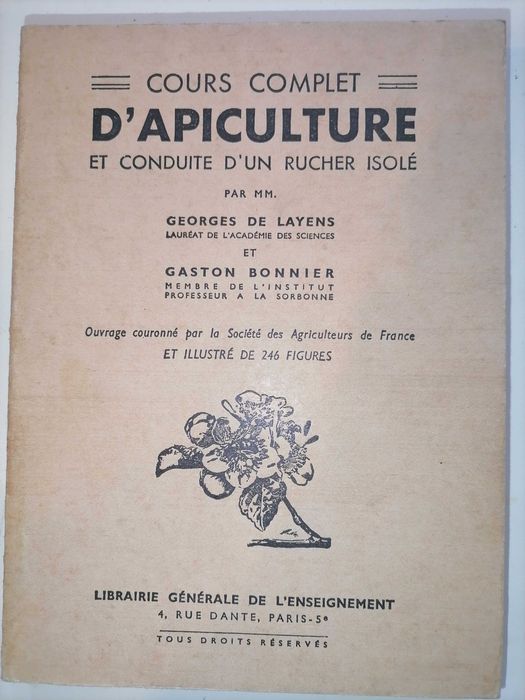 COURS COMPLET
D'APICULTURE
ET CONDUITE D'UN RUCHER ISOLÉ
PAR MM.
GEORGES DE LAYENS
LAURÉAT DE L'ACADÉMIE DES SCIENCES
ET
GASTON BONNIER
MEMBRE DE L'INSTITUT
PROFESSEUR A LA SORBONNE
Ouvrage couronné par la Société des Agriculteurs de France
ET ILLUSTRÉ DE 246 FIGURES
LIBRAIRIE GÉNÉRALE DE L'ENSEIGNEMENT
4, RUE DANTE, PARIS-5e
TOUS DROITS RÉSERVÉS